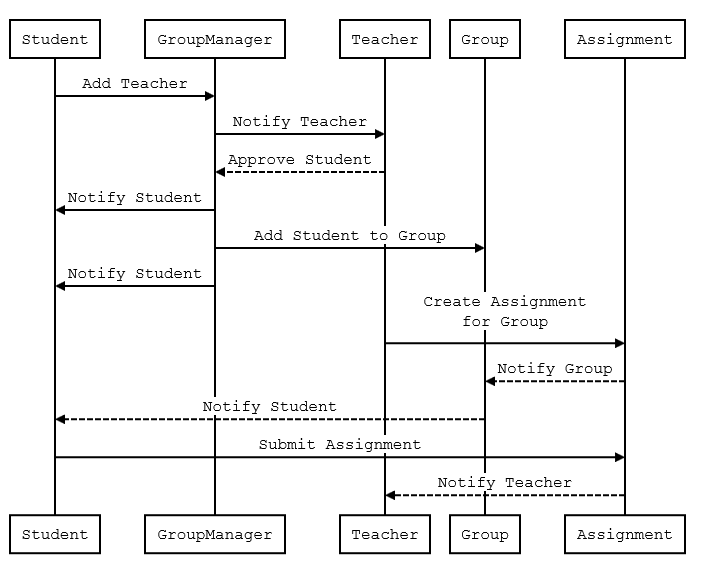 Student
GroupManager
Teacher
Group
Assignment
Add Teacher
Notify Teacher
Approve Student
Notify Student
Add Student to Group
Notify Student
Create Assignment
for Group
Notify Group
Notify Student
Submit Assignment
Notify Teacher
Student
GroupManager
Teacher
Group
Assignment